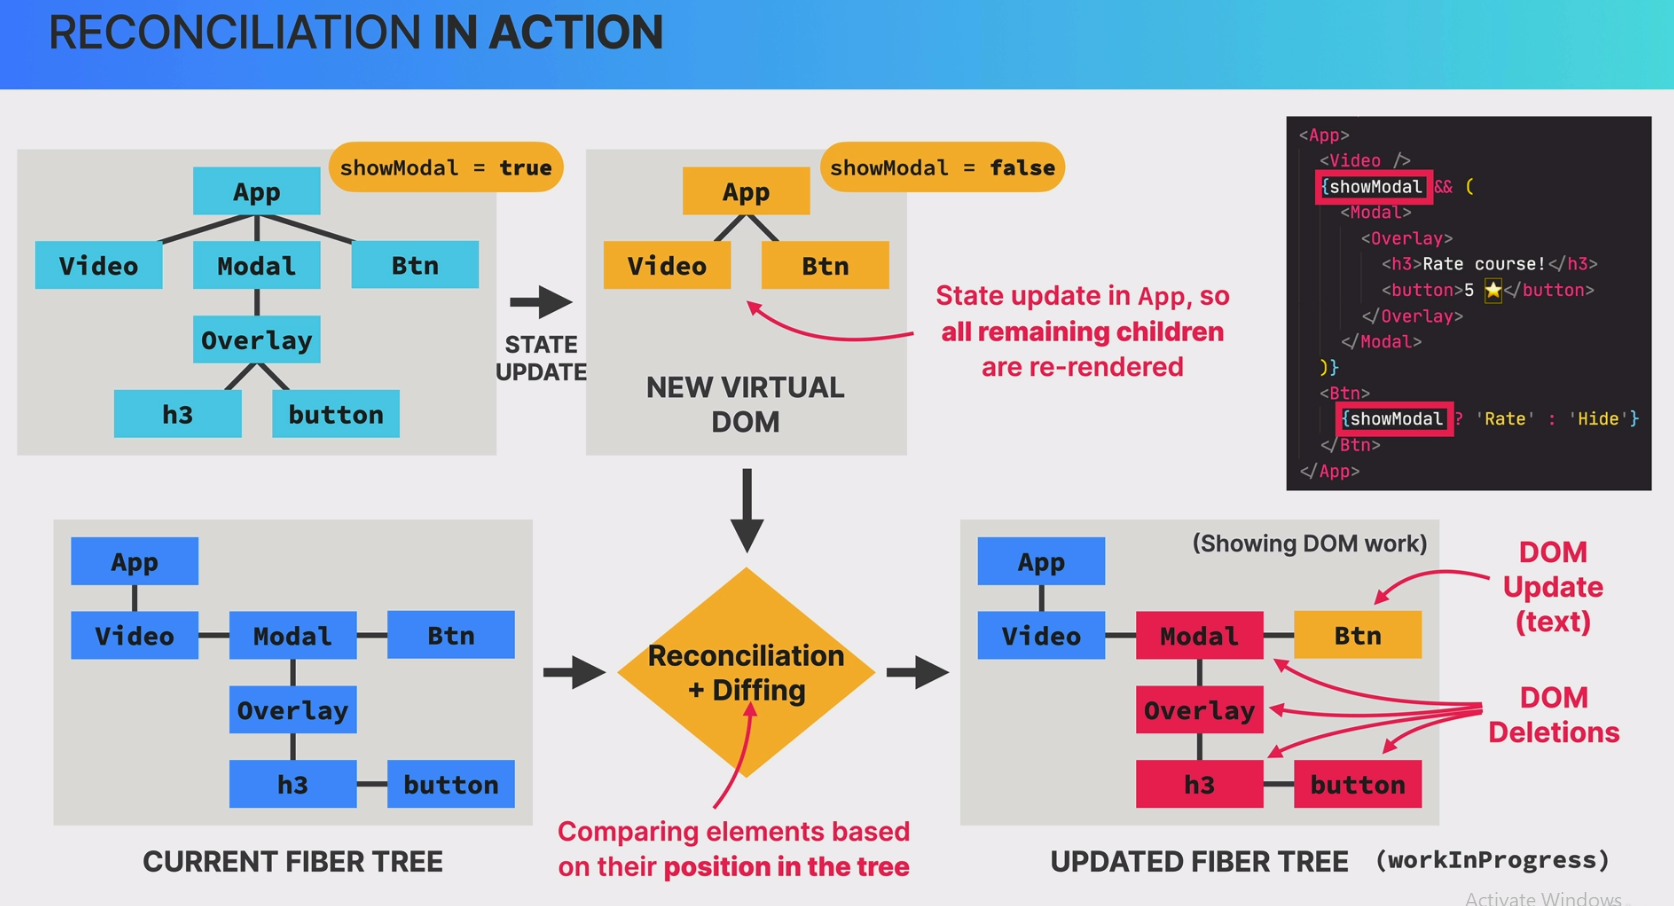 RECONCILIATION IN ACTION
showModal = true
App
Video
Modal
Btn
Overlay
h3
button
STATE
UPDATE
showModal = false
App
Video
Btn
NEW VIRTUAL
DOM
State update in App, so
all remaining children
are re-rendered
<App>
<Video />
{showModal && (
<Modal>
<Overlay>
<h3>Rate course!</h3>
<button>5 ⭐</button>
</Overlay>
</Modal>
)}
<Btn>
{showModal ? 'Rate' : 'Hide'}
</Btn>
</App>
App
Video
Modal
Btn
Overlay
h3
button
CURRENT FIBER TREE
Reconciliation
+ Diffing
Comparing elements based
on their position in the tree
(Showing DOM work)
App
Video
Modal
Btn
Overlay
h3
button
DOM
Update
(text)
DOM
Deletions
UPDATED FIBER TREE (workInProgress)
Activate Windows